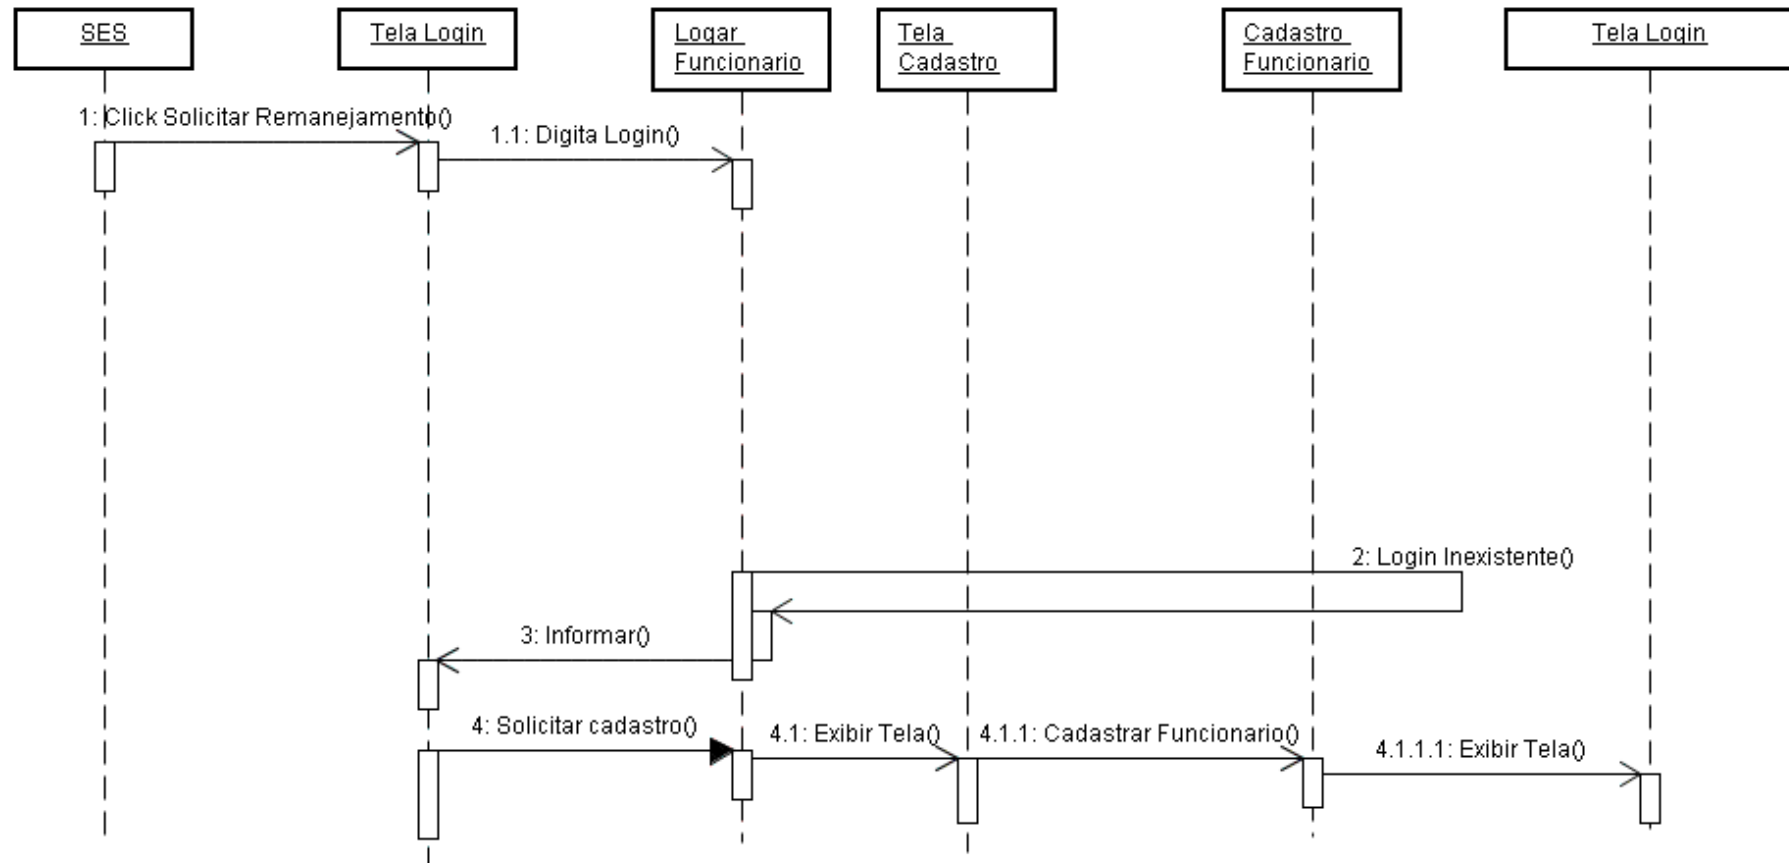 SES
Tela Login
Logar
Funcionario
Tela
Cadastro
Cadastro
Funcionario
Tela Login
1: Click Solicitar Remanejamento()
1.1: Digita Login()
2: Login Inexistente()
3: Informar()
4: Solicitar cadastro()
4.1: Exibir Tela()
4.1.1: Cadastrar Funcionario()
4.1.1.1: Exibir Tela()